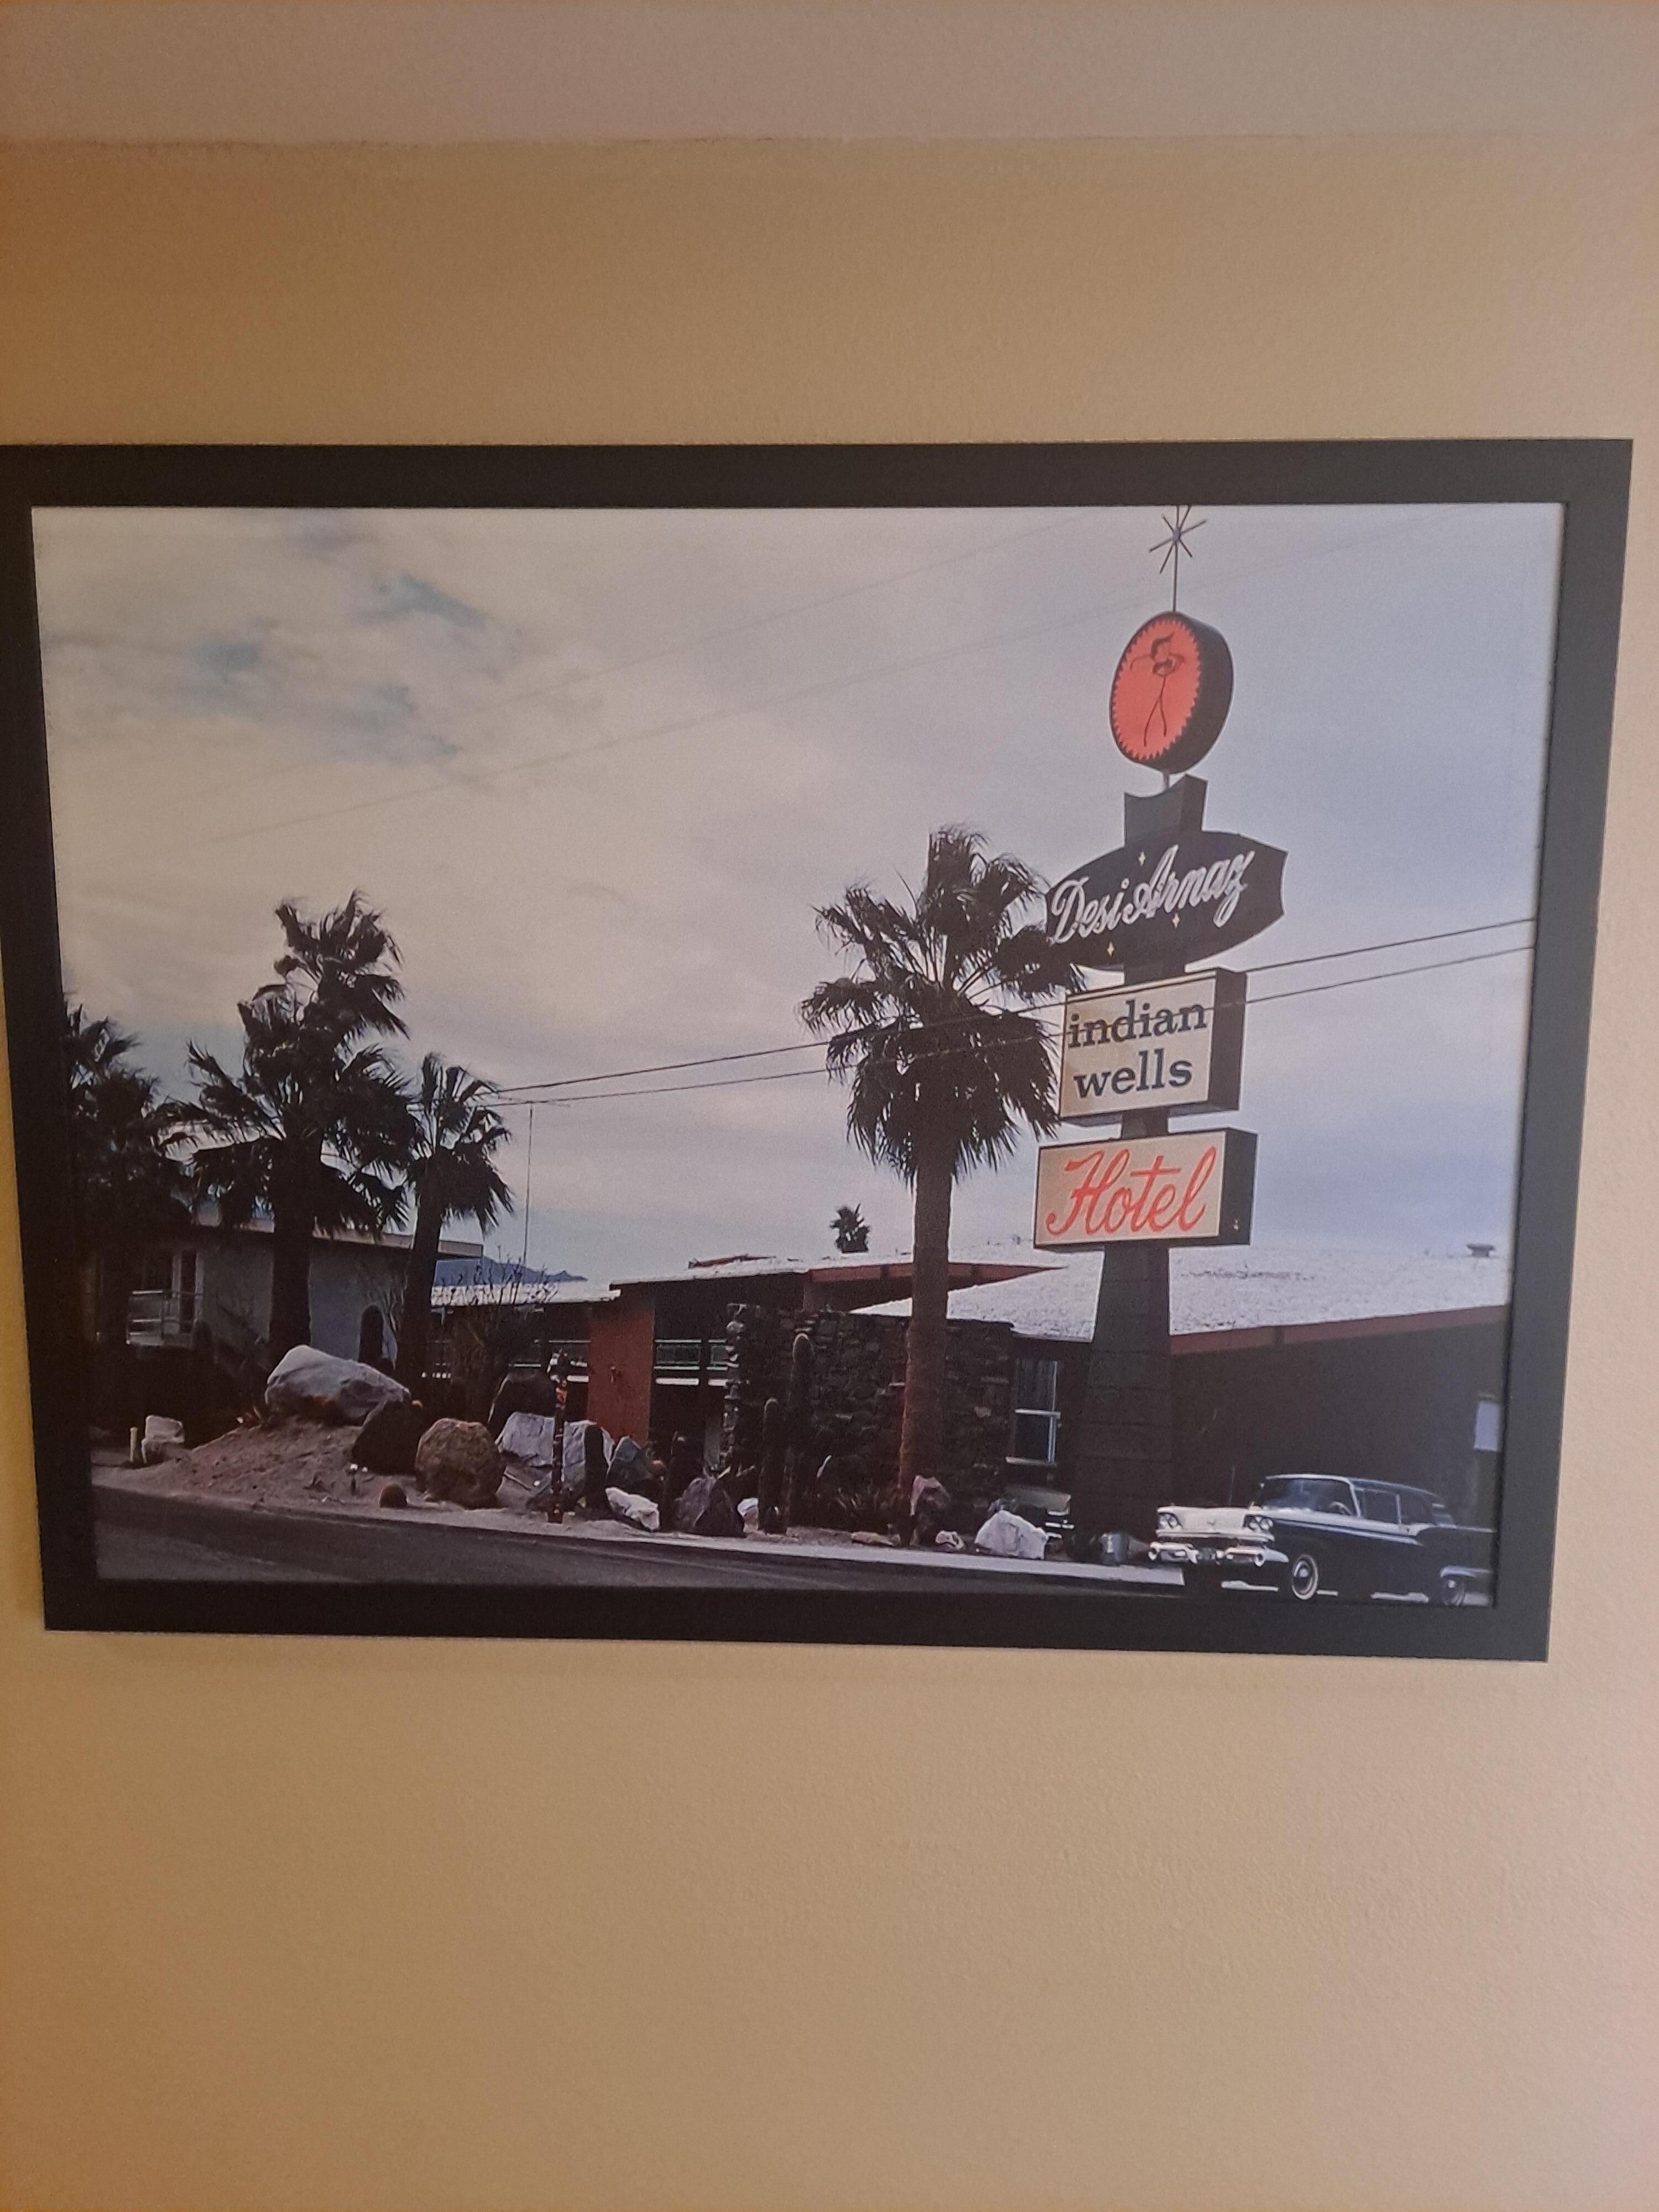 Desi Arnaz
indian
wells
Hotel